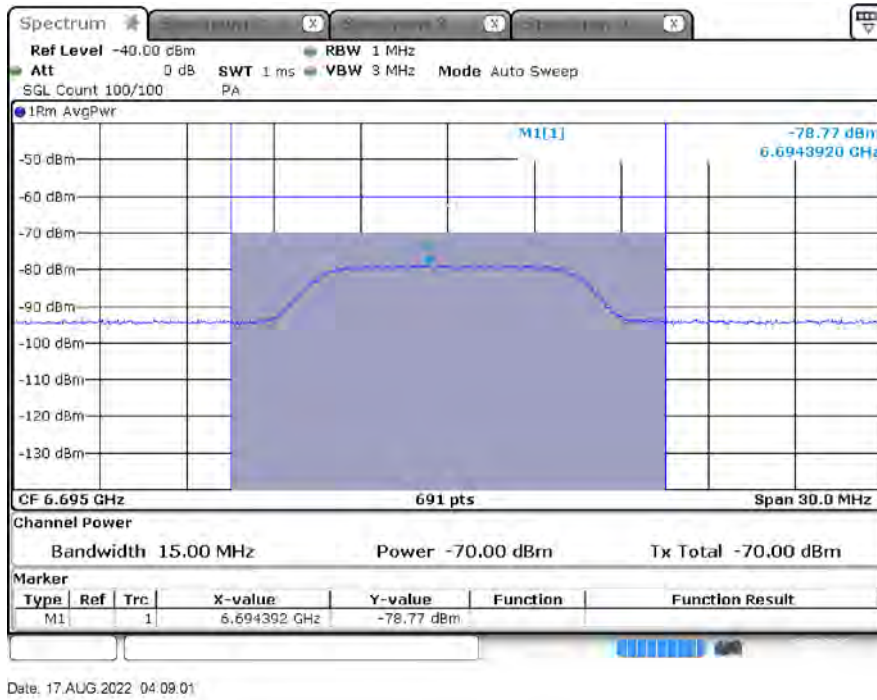 Spectrum X X X
Ref Level -40.00 dBm RBW 1 MHz
Att 0 dB SWT 1 ms VBW 3 MHz Mode Auto Sweep
SGL Count 100/100 PA
1Rm AvgPwr
M1[1] -78.77 dBm
6.6943920 GHz
-50 dBm
-60 dBm
-70 dBm
-80 dBm
-90 dBm
-100 dBm
-110 dBm
-120 dBm
-130 dBm
CF 6.695 GHz 691 pts Span 30.0 MHz
Channel Power
Bandwidth 15.00 MHz Power -70.00 dBm Tx Total -70.00 dBm
Marker
Type Ref Trc X-value Y-value Function Function Result
M1 1 6.694392 GHz -78.77 dBm
Date: 17.AUG.2022 04:09:01